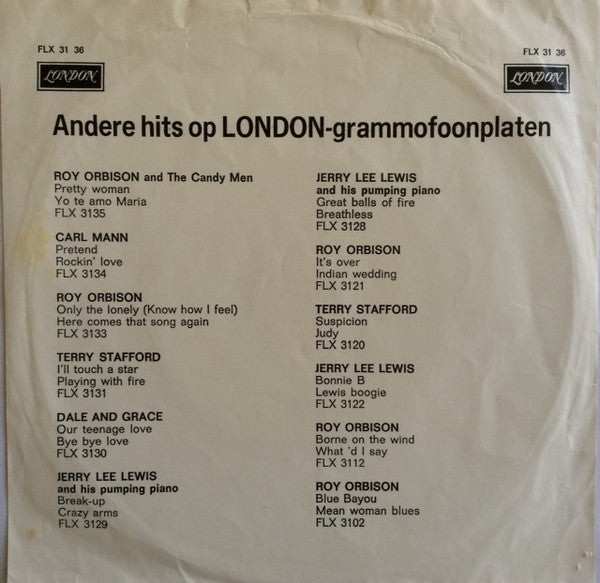 FLX 31 36
FLX 31 36
LONDON
LONDON
Andere hits op LONDON-grammofoonplaten
ROY ORBISON and The Candy Men
Pretty woman
Yo te amo Maria
FLX 3135
CARL MANN
Pretend
Rockin' love
FLX 3134
ROY ORBISON
Only the lonely (Know how I feel)
Here comes that song again
FLX 3133
TERRY STAFFORD
I'll touch a star
Playing with fire
FLX 3131
DALE AND GRACE
Our teenage love
Bye bye love
FLX 3130
JERRY LEE LEWIS
and his pumping piano
Break-up
Crazy arms
FLX 3129
JERRY LEE LEWIS
and his pumping piano
Great balls of fire
Breathless
FLX 3128
ROY ORBISON
It's over
Indian wedding
FLX 3121
TERRY STAFFORD
Suspicion
Judy
FLX 3120
JERRY LEE LEWIS
Bonnie B
Lewis boogie
FLX 3122
ROY ORBISON
Borne on the wind
What 'd I say
FLX 3112
ROY ORBISON
Blue Bayou
Mean woman blues
FLX 3102